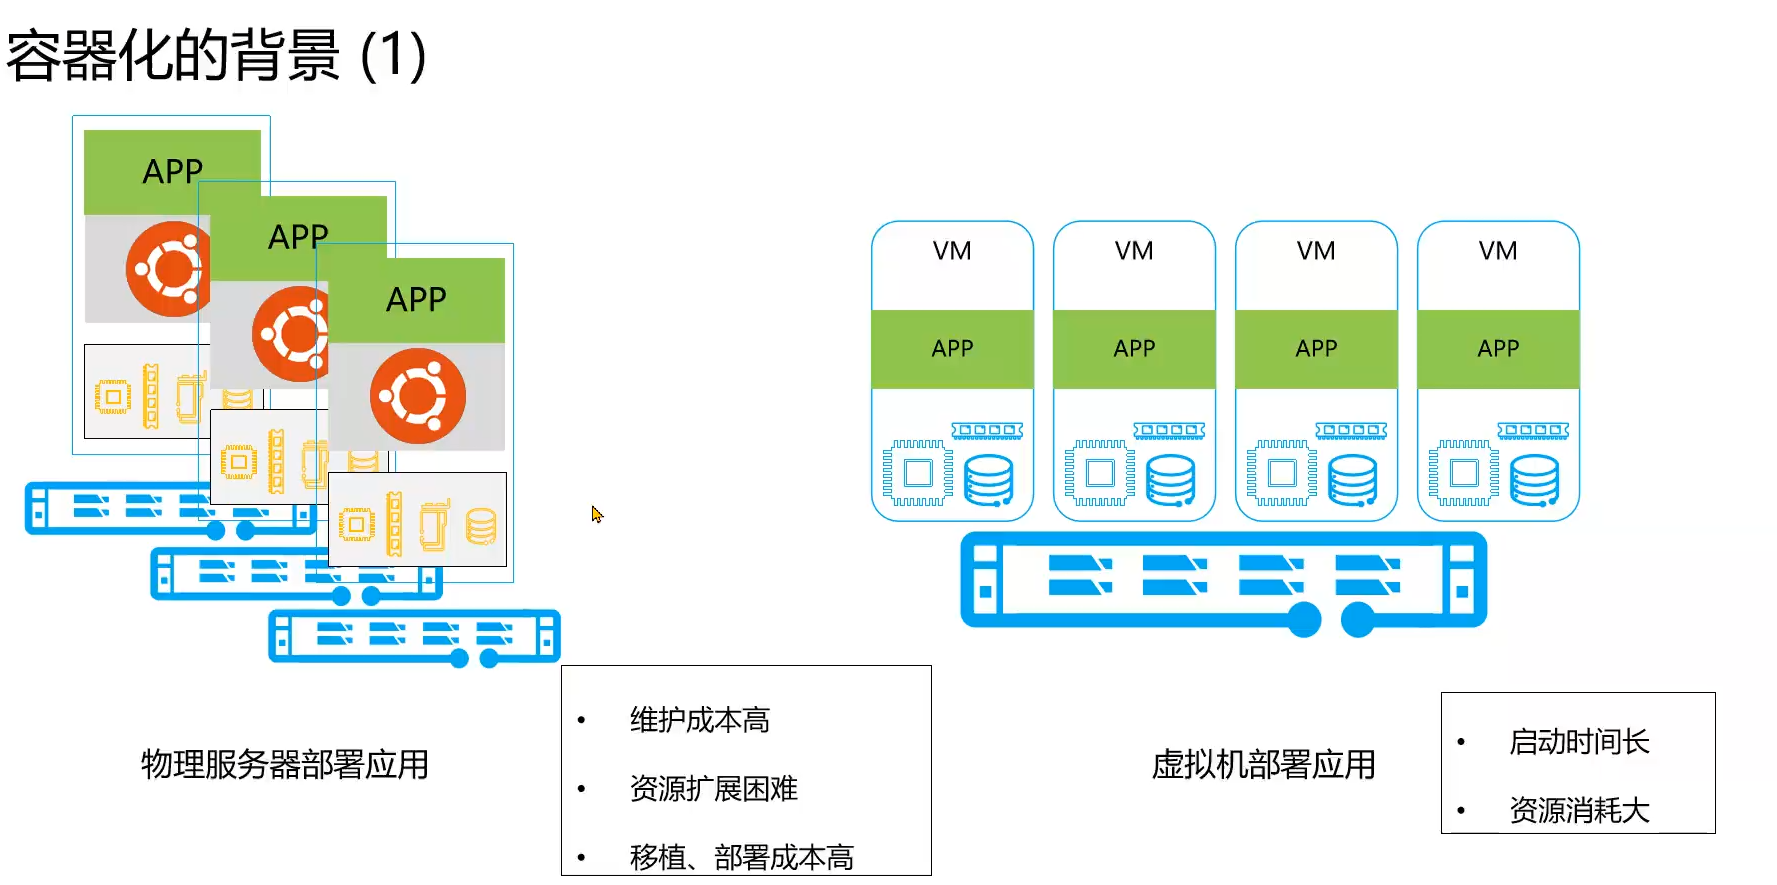 容器化的背景 (1)
APP
APP
APP
物理服务器部署应用
• 维护成本高
• 资源扩展困难
• 移植、部署成本高
VM
VM
VM
VM
APP
APP
APP
APP
虚拟机部署应用
• 启动时间长
• 资源消耗大